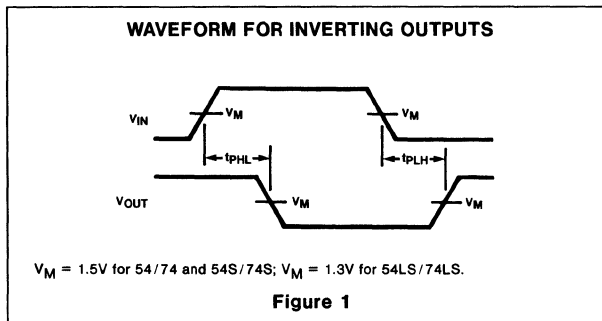 WAVEFORM FOR INVERTING OUTPUTS
VIN
VM
VM
tPHL
tPLH
VOUT
VM
VM
VM = 1.5V for 54/74 and 54S/74S; VM = 1.3V for 54LS/74LS.
Figure 1